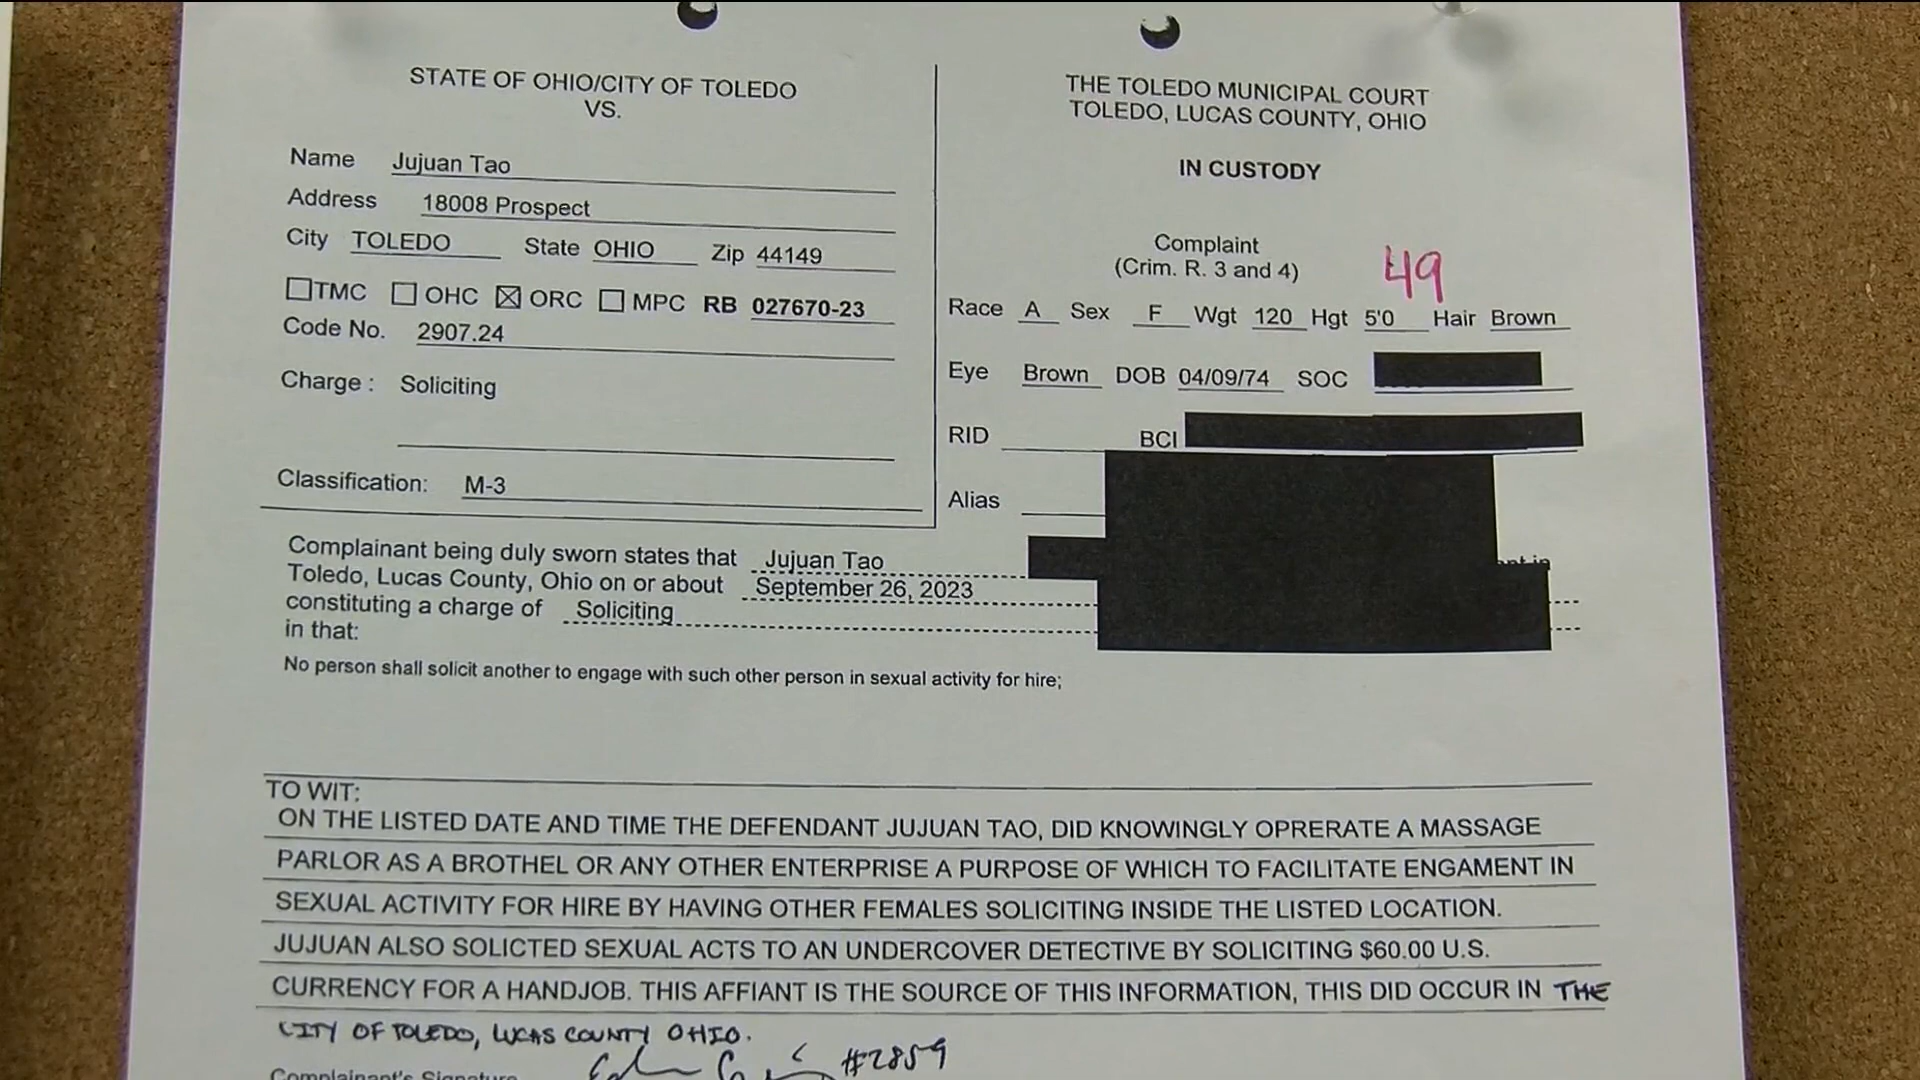 STATE OF OHIO/CITY OF TOLEDO
VS.
Name Jujuan Tao
Address 18008 Prospect
City TOLEDO State OHIO Zip 44149
TMC OHC ORC MPC RB 027670-23
Code No. 2907.24
Charge : Soliciting
Classification: M-3
THE TOLEDO MUNICIPAL COURT
TOLEDO, LUCAS COUNTY, OHIO
IN CUSTODY
Complaint
(Crim. R. 3 and 4)
49
Race A Sex F Wgt 120 Hgt 5'0 Hair Brown
Eye Brown DOB 04/09/74 SOC
RID BCI
Alias
Complainant being duly sworn states that Jujuan Tao
Toledo, Lucas County, Ohio on or about September 26, 2023
constituting a charge of Soliciting
in that:
No person shall solicit another to engage with such other person in sexual activity for hire;
TO WIT:
ON THE LISTED DATE AND TIME THE DEFENDANT JUJUAN TAO, DID KNOWINGLY OPRERATE A MASSAGE
PARLOR AS A BROTHEL OR ANY OTHER ENTERPRISE A PURPOSE OF WHICH TO FACILITATE ENGAMENT IN
SEXUAL ACTIVITY FOR HIRE BY HAVING OTHER FEMALES SOLICITING INSIDE THE LISTED LOCATION.
JUJUAN ALSO SOLICTED SEXUAL ACTS TO AN UNDERCOVER DETECTIVE BY SOLICITING $60.00 U.S.
CURRENCY FOR A HANDJOB. THIS AFFIANT IS THE SOURCE OF THIS INFORMATION, THIS DID OCCUR IN THE
CITY OF TOLEDO, LUCAS COUNTY OHIO.
#2859
Complainant's Signature